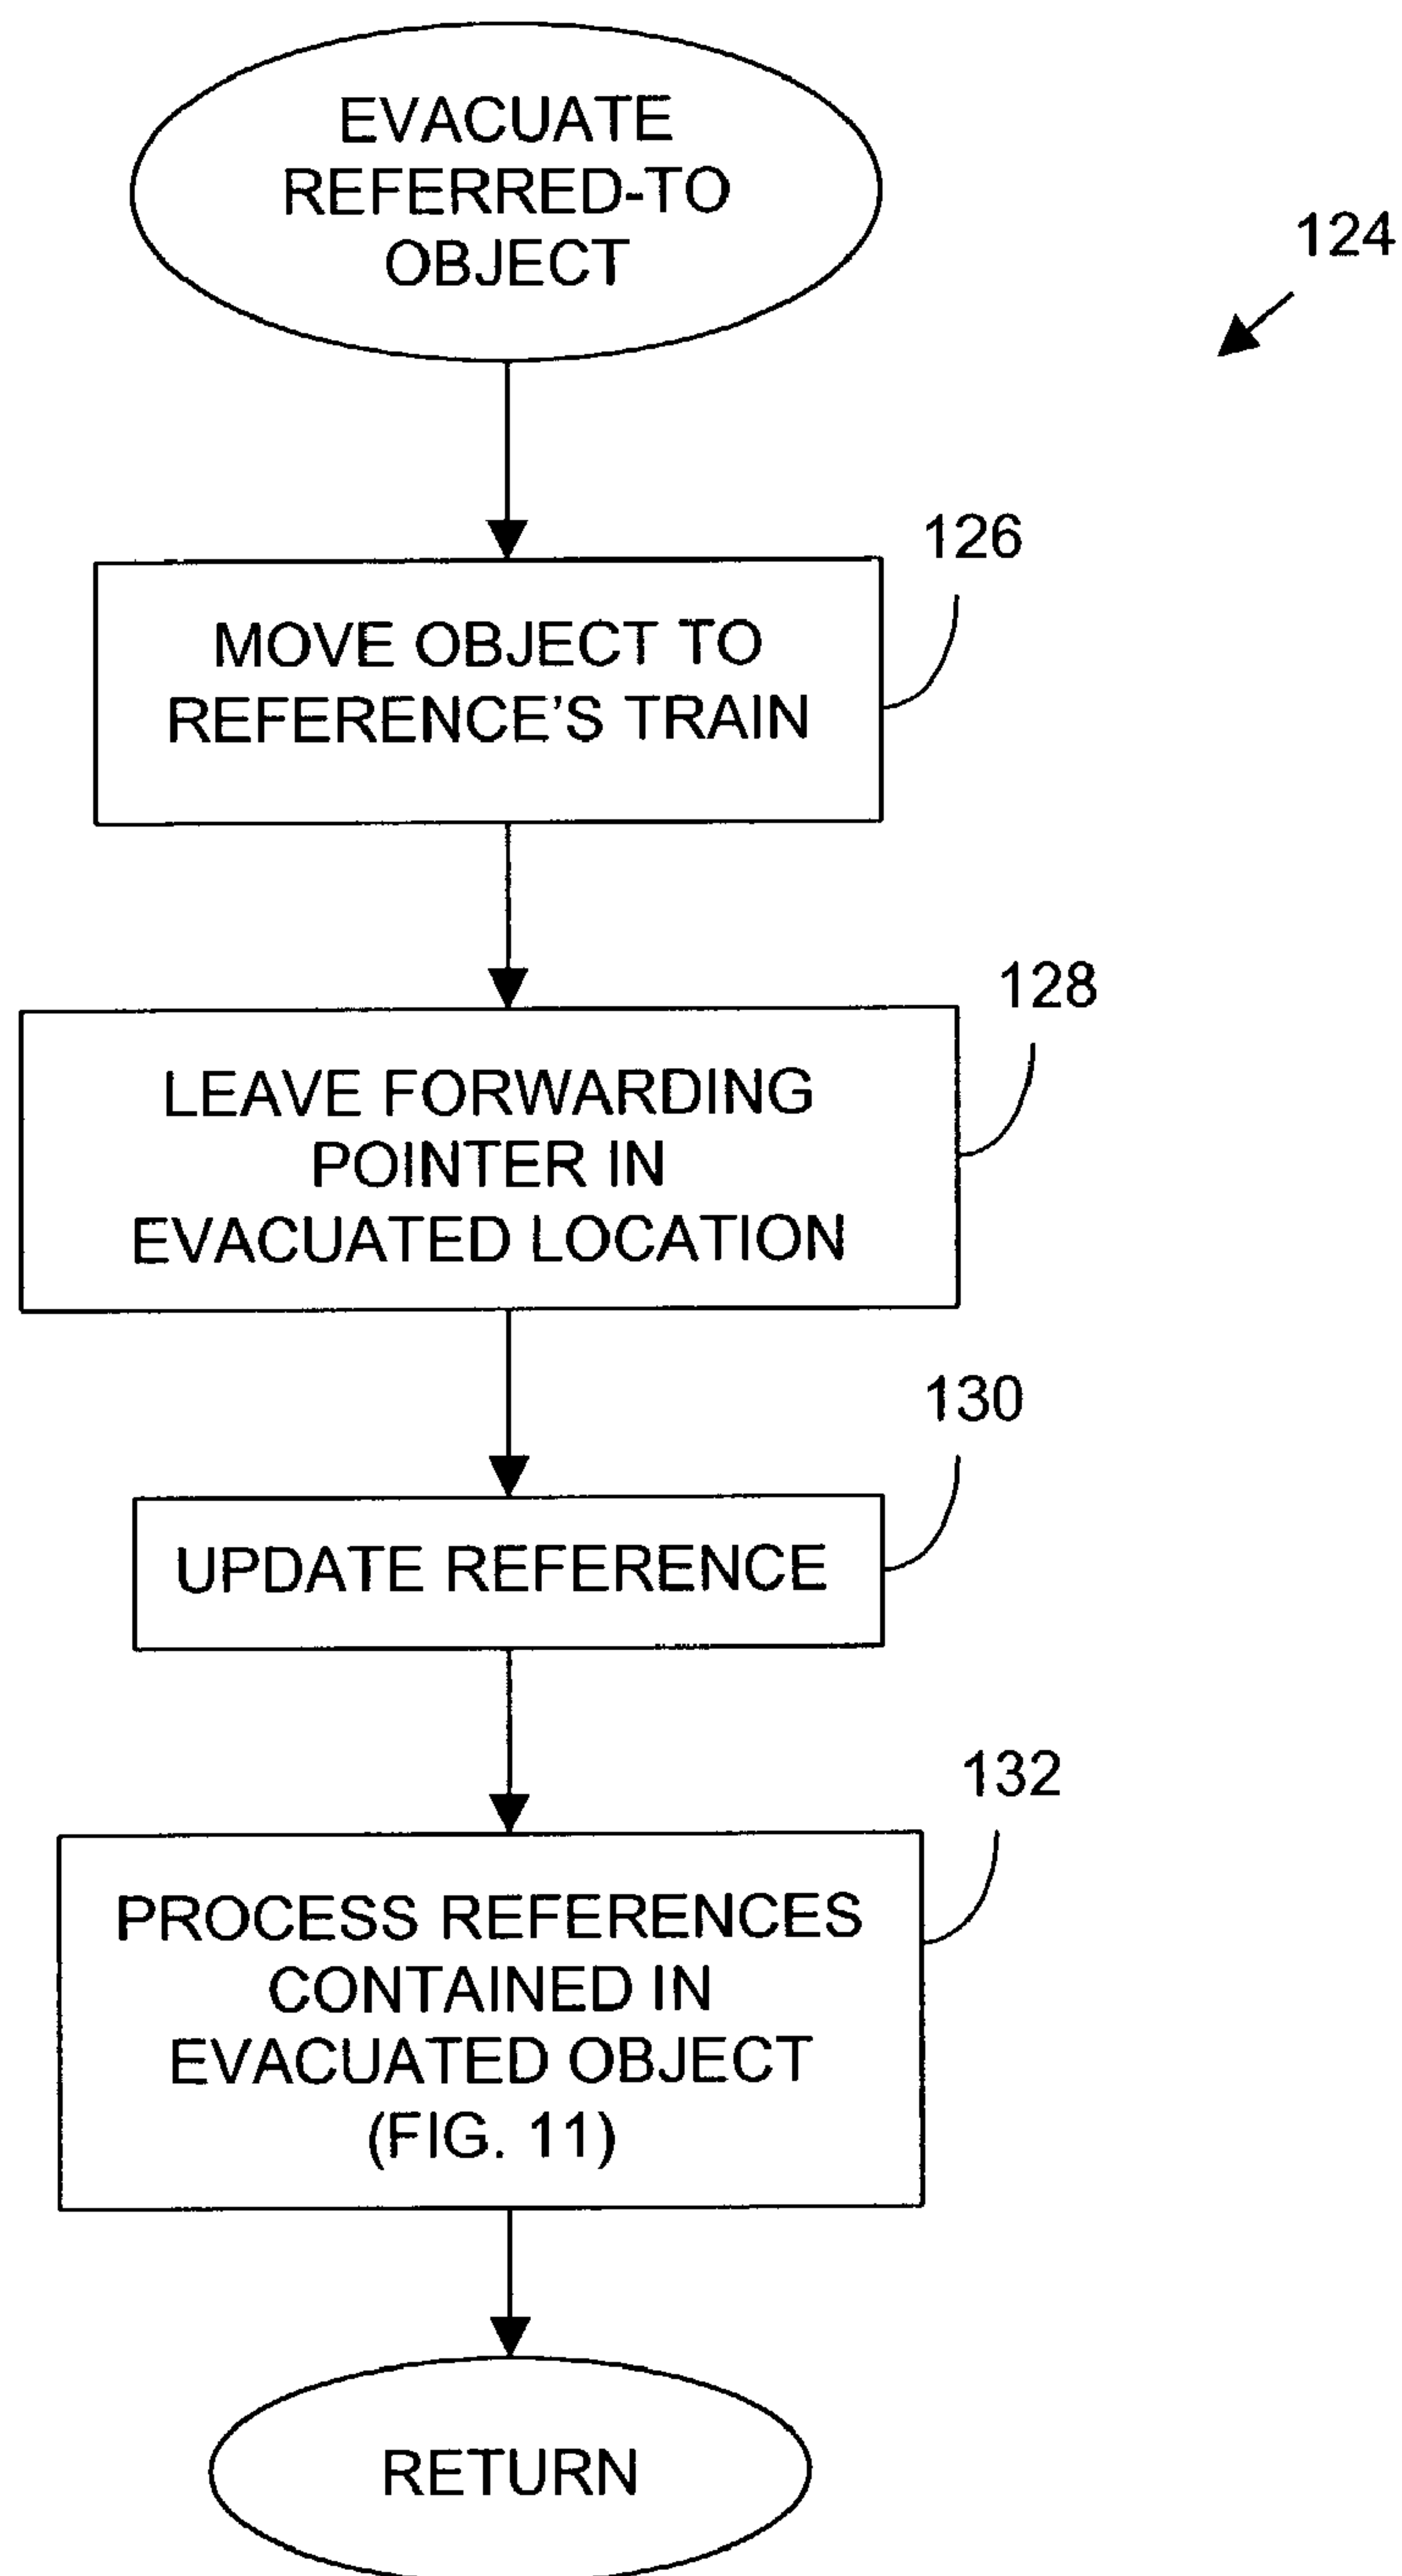 EVACUATE
REFERRED-TO
OBJECT
124
126
MOVE OBJECT TO
REFERENCE'S TRAIN
128
LEAVE FORWARDING
POINTER IN
EVACUATED LOCATION
130
UPDATE REFERENCE
132
PROCESS REFERENCES
CONTAINED IN
EVACUATED OBJECT
(FIG. 11)
RETURN